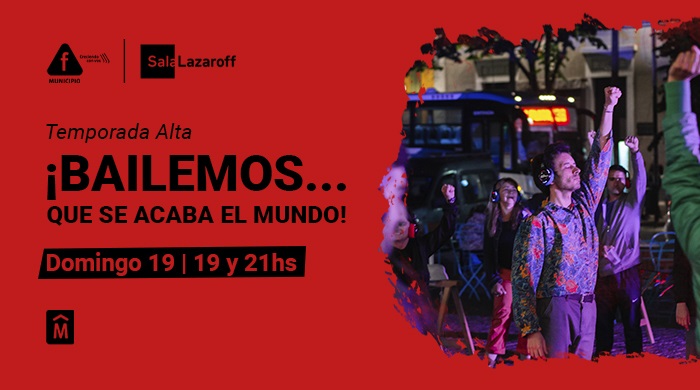 f
MUNICIPIO
Sala Lazaroff
Temporada Alta
¡BAILEMOS...
QUE SE ACABA EL MUNDO!
Domingo 19 | 19 y 21hs
M